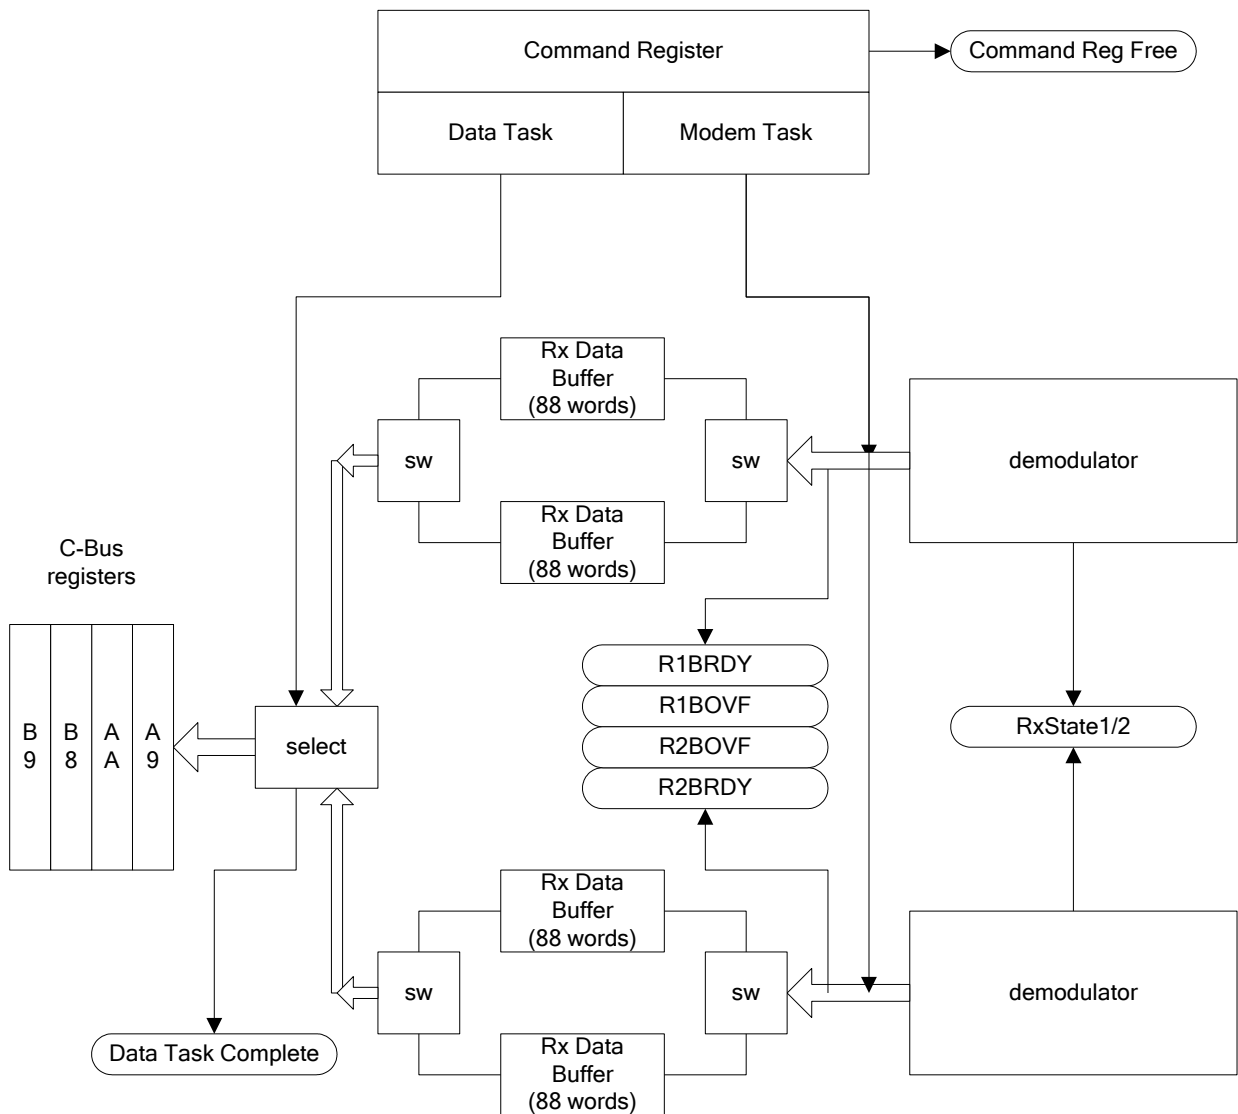 Command Register
Command Reg Free
Data Task
Modem Task
Rx Data
Buffer
(88 words)
sw
sw
demodulator
Rx Data
Buffer
(88 words)
C-Bus
registers
R1BRDY
R1BOVF
R2BOVF
R2BRDY
RxState1/2
B
9
B
8
A
A
A
9
select
Rx Data
Buffer
(88 words)
sw
sw
demodulator
Rx Data
Buffer
(88 words)
Data Task Complete